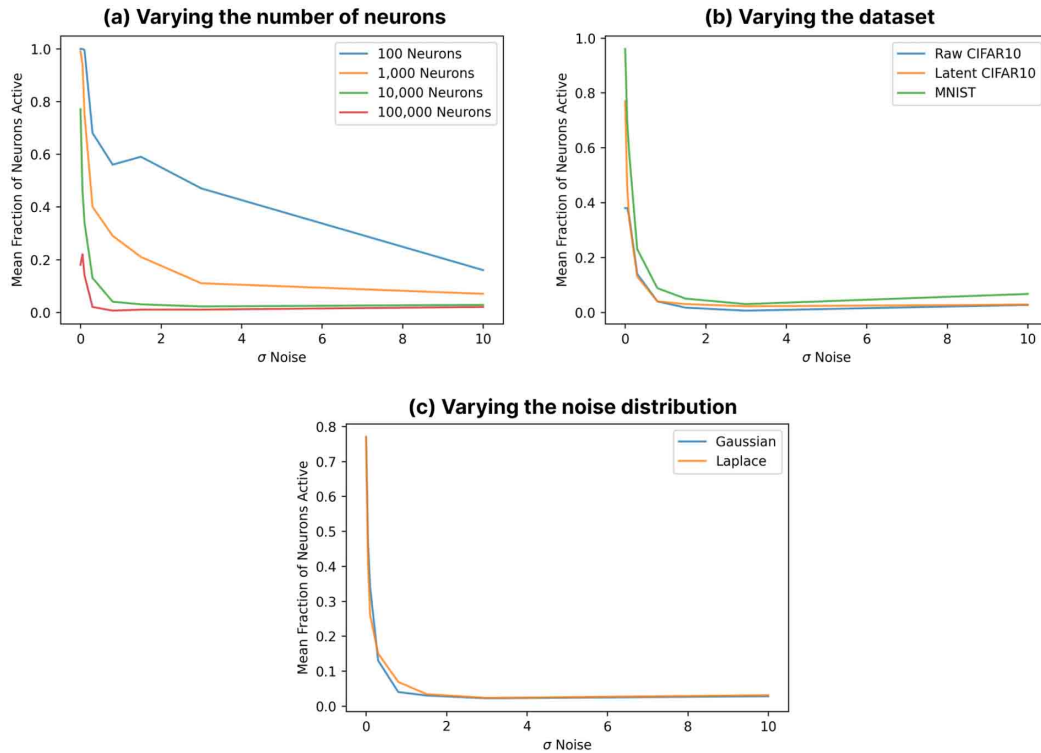 (a) Varying the number of neurons
Mean Fraction of Neurons Active
1.0
0.8
0.6
0.4
0.2
0.0
100 Neurons
1,000 Neurons
10,000 Neurons
100,000 Neurons
0 2 4 6 8 10
σ Noise
(b) Varying the dataset
Mean Fraction of Neurons Active
1.0
0.8
0.6
0.4
0.2
0.0
Raw CIFAR10
Latent CIFAR10
MNIST
0 2 4 6 8 10
σ Noise
(c) Varying the noise distribution
Mean Fraction of Neurons Active
0.8
0.7
0.6
0.5
0.4
0.3
0.2
0.1
0.0
Gaussian
Laplace
0 2 4 6 8 10
σ Noise